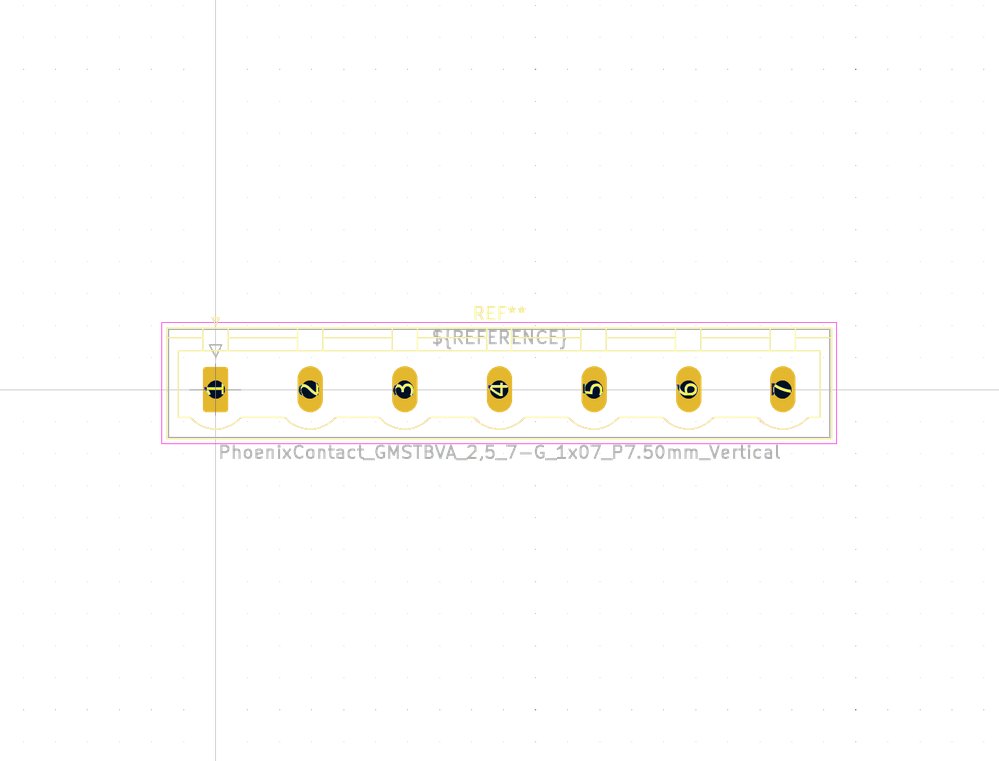 REF**
${REFERENCE}
1 2 3 4 5 6 7
PhoenixContact_GMSTBVA_2,5_7-G_1x07_P7.50mm_Vertical